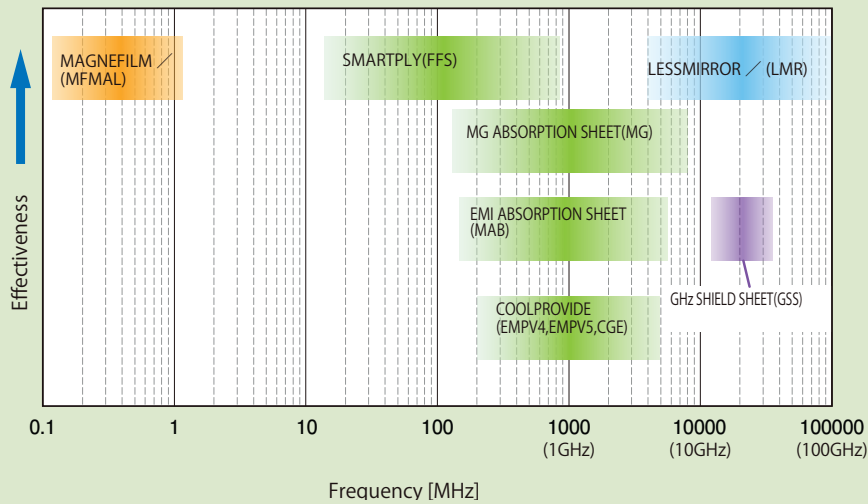 MAGNEFILM ／
(MFMAL)
SMARTPLY(FFS)
LESSMIRROR ／ (LMR)
MG ABSORPTION SHEET(MG)
EMI ABSORPTION SHEET
(MAB)
GHz SHIELD SHEET(GSS)
COOLPROVIDE
(EMPV4,EMPV5,CGE)
Effectiveness
0.1 1 10 100 1000 10000 100000
(1GHz) (10GHz) (100GHz)
Frequency [MHz]